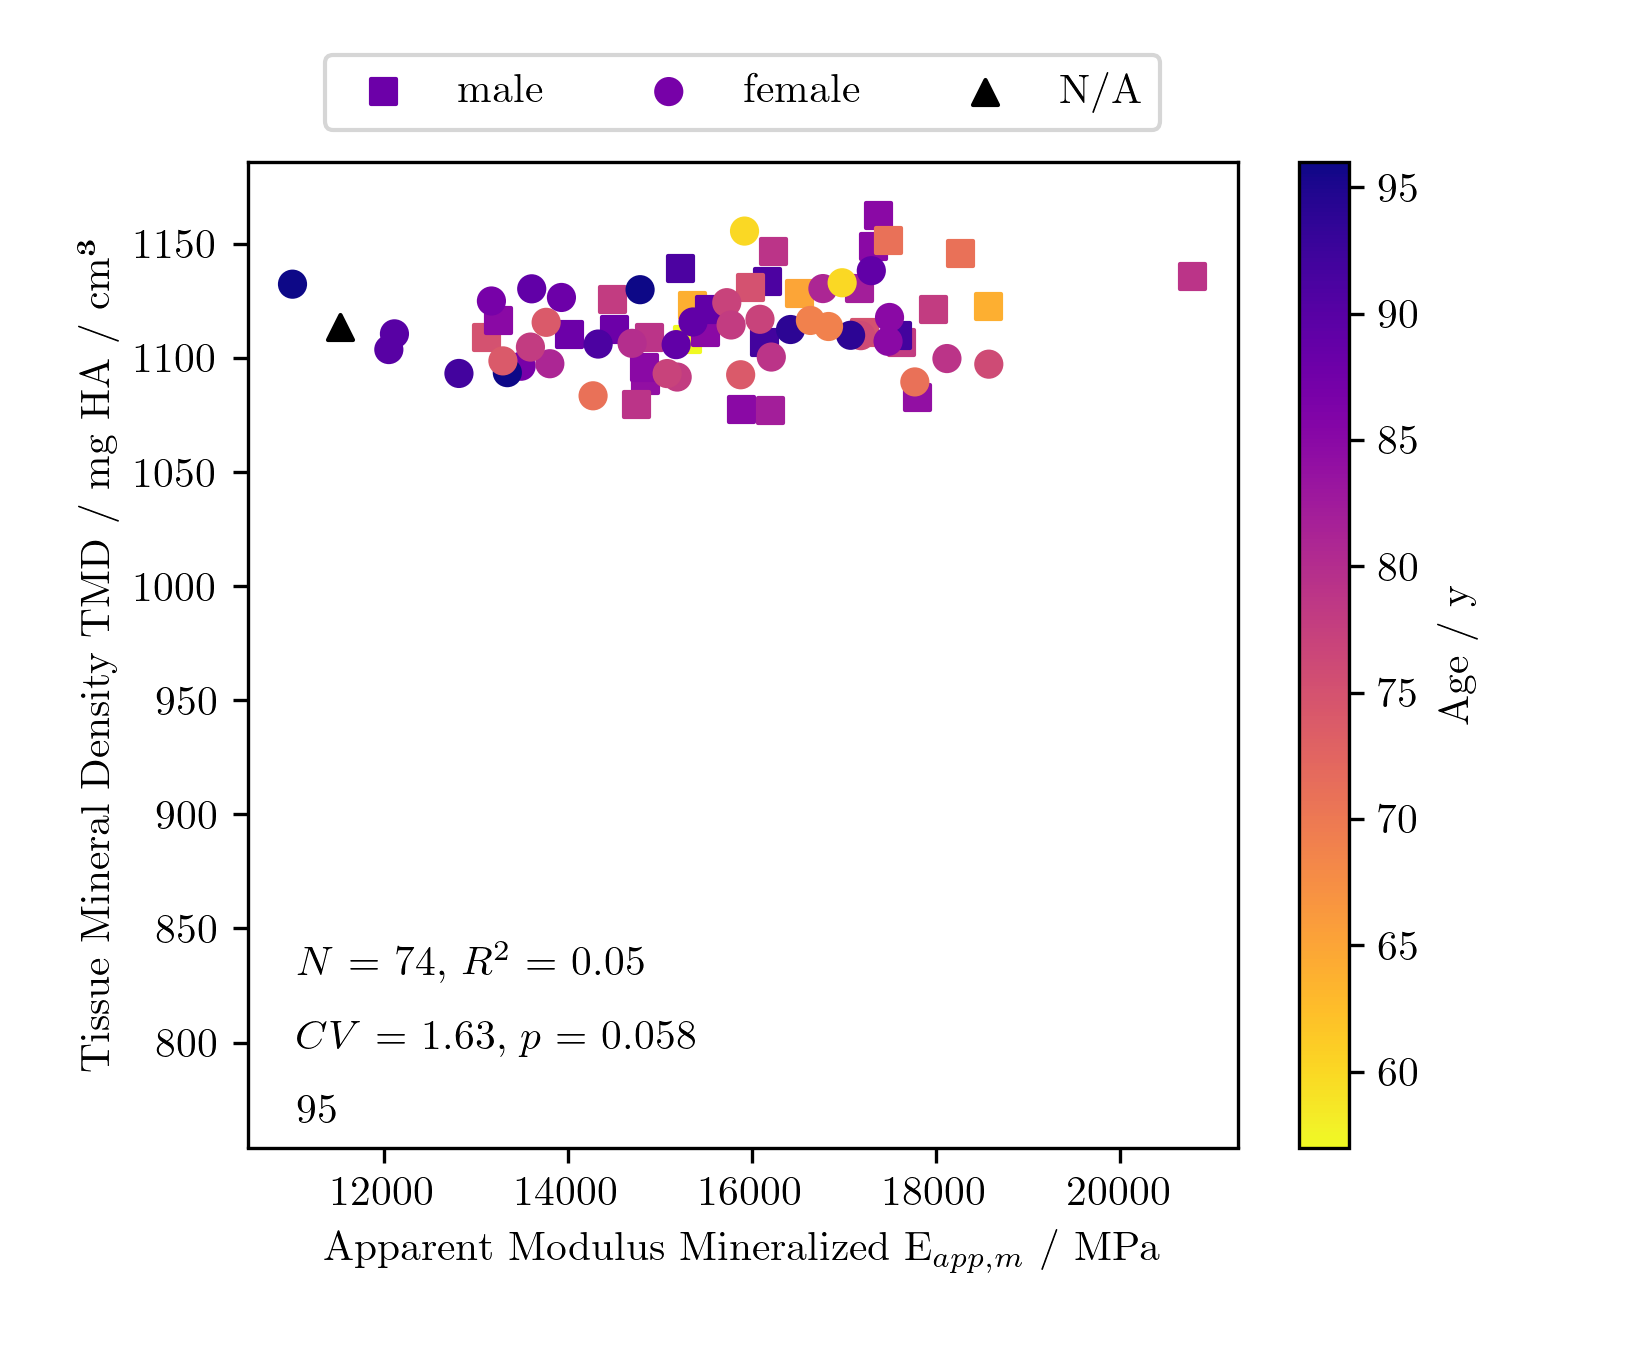 male female N/A
1150
1100
1050
1000
950
900
850
800
Tissue Mineral Density TMD / mg HA / cm³
N = 74, R² = 0.05
CV = 1.63, p = 0.058
95
12000 14000 16000 18000 20000
Apparent Modulus Mineralized E_{app,m} / MPa
95
90
85
80
75
70
65
60
Age / y